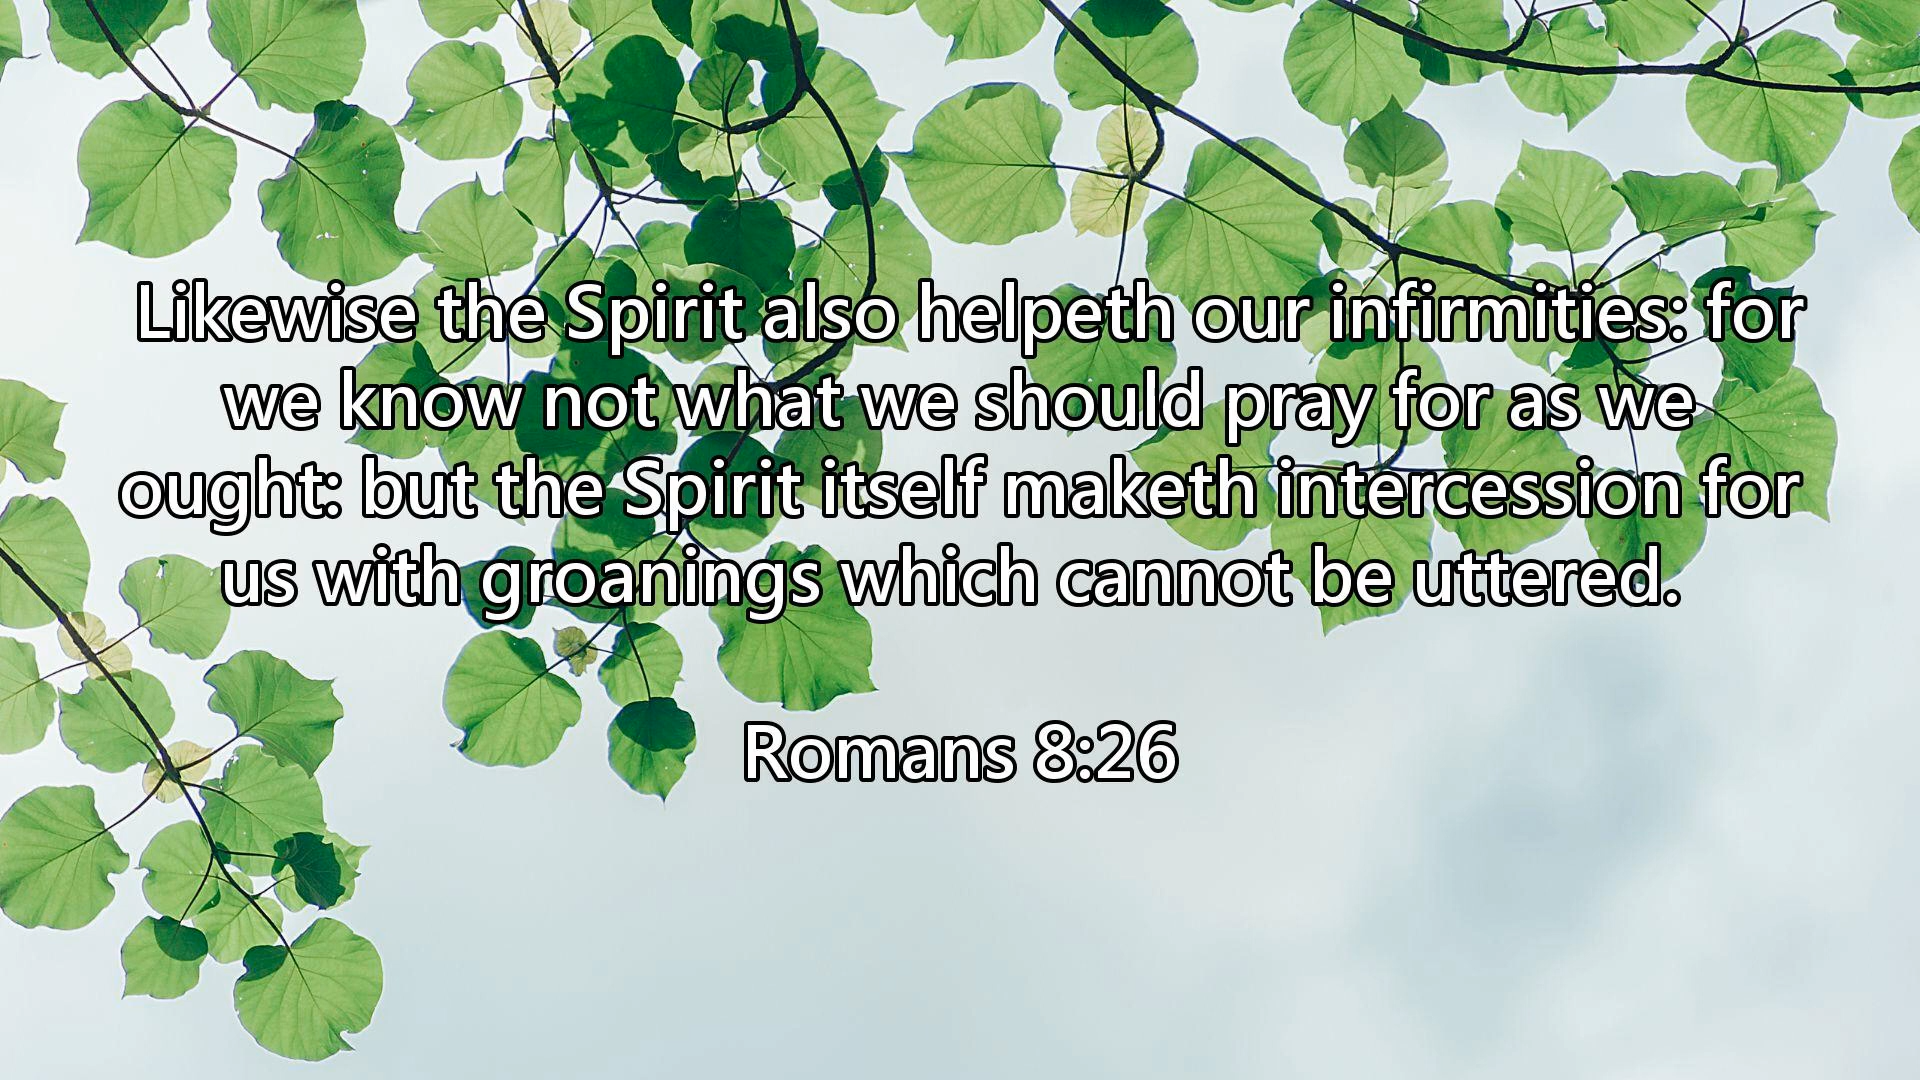 Likewise the Spirit also helpeth our infirmities: for
we know not what we should pray for as we
ought: but the Spirit itself maketh intercession for
us with groanings which cannot be uttered.
Romans 8:26